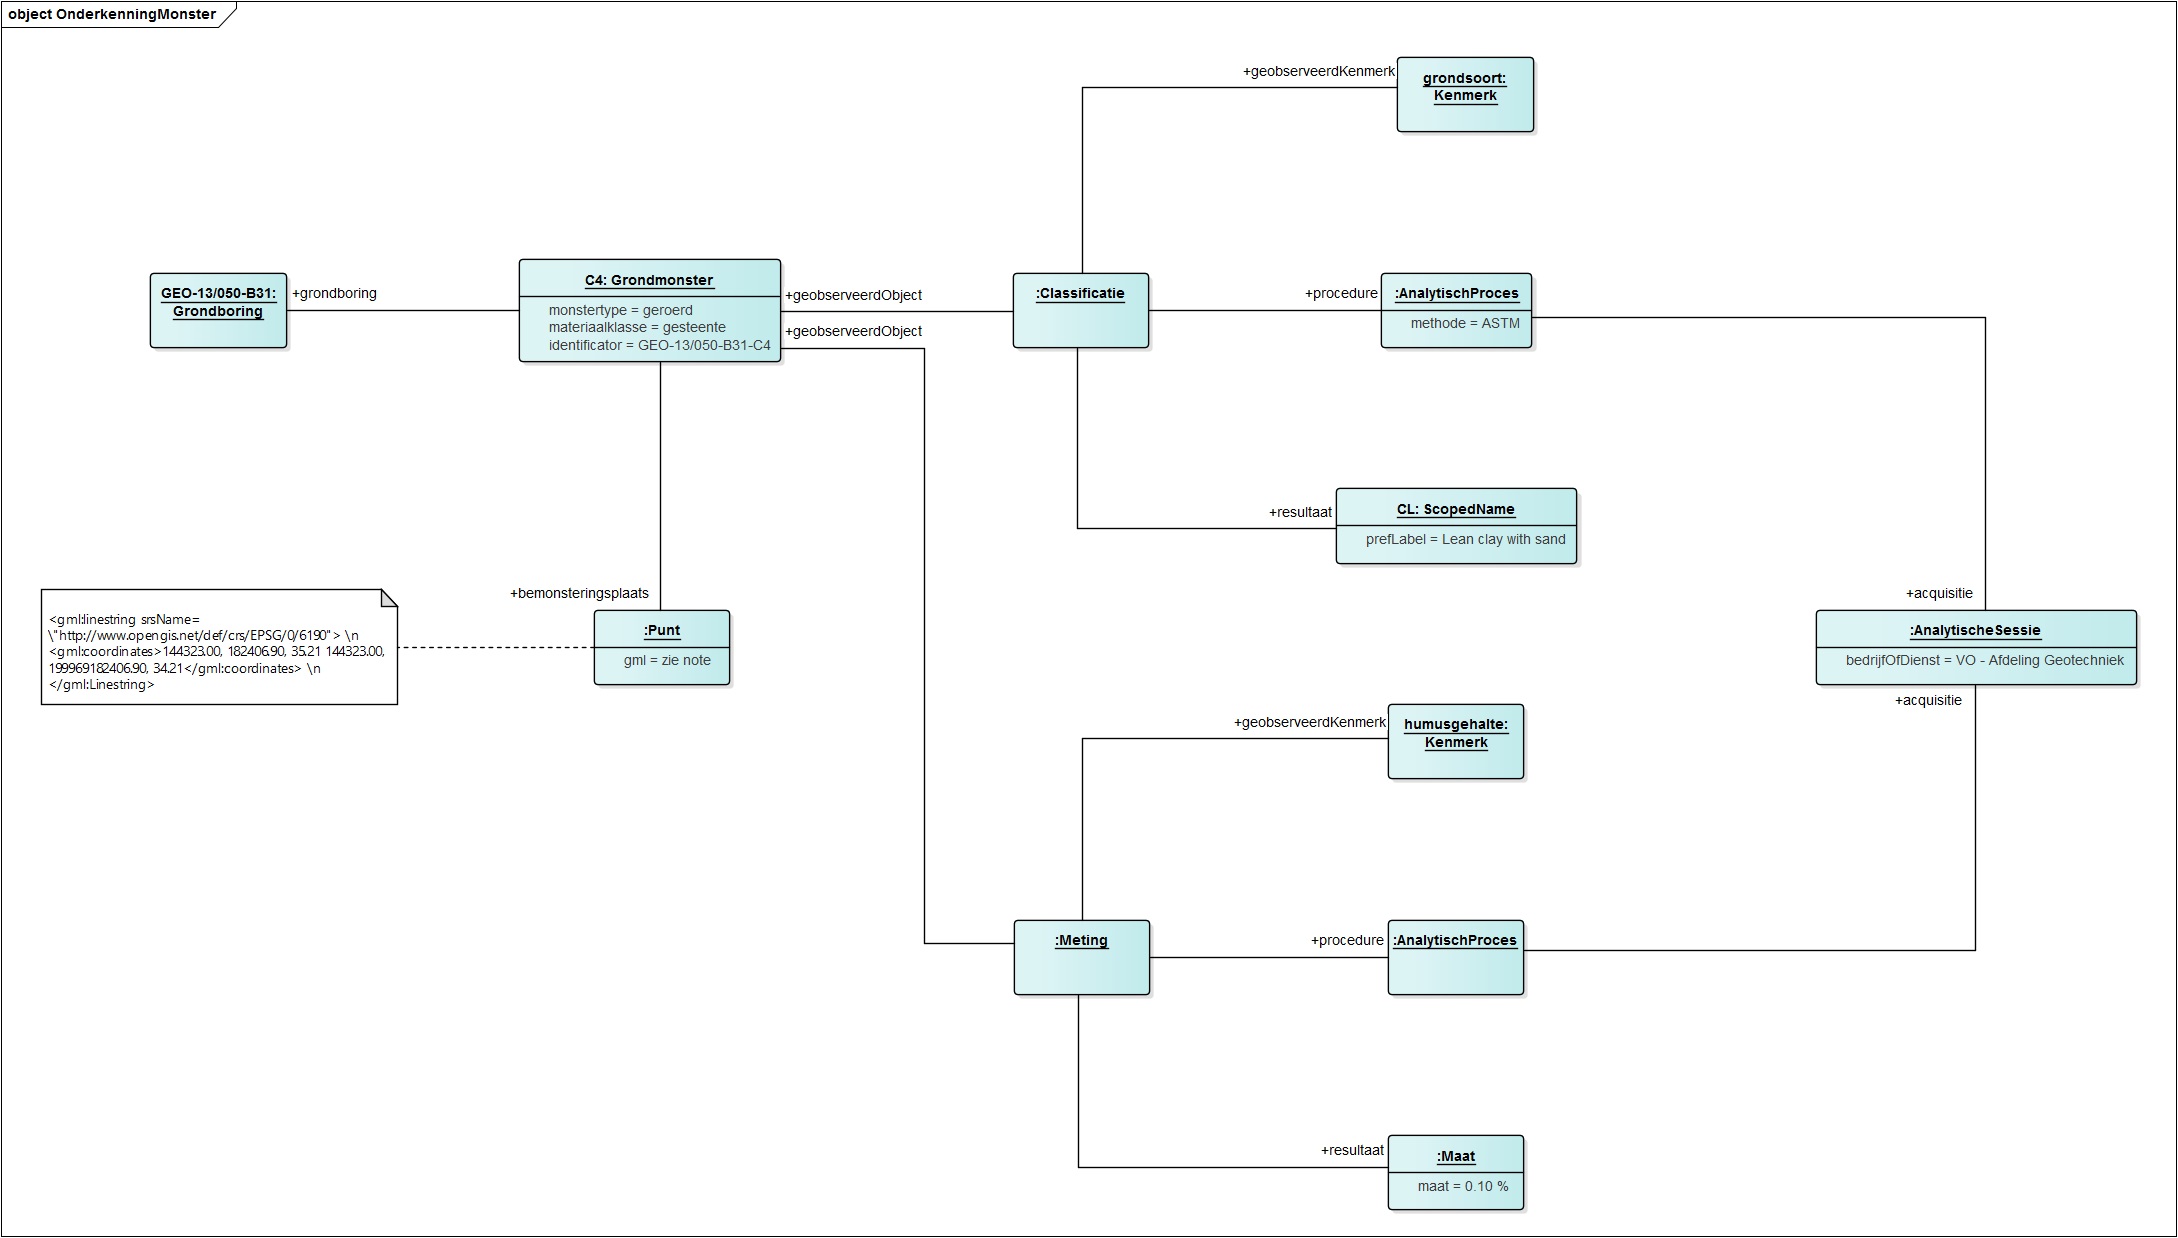 object OnderkenningMonster
+geobserveerdKenmerk
grondsoort:
Kenmerk
GEO-13/050-B31:
Grondboring
+grondboring
C4: Grondmonster
monstertype = geroerd
materiaalklasse = gesteente
identificator = GEO-13/050-B31-C4
+geobserveerdObject
+geobserveerdObject
:Classificatie
+procedure
:AnalytischProces
methode = ASTM
+resultaat
CL: ScopedName
prefLabel = Lean clay with sand
<gml:linestring srsName=
\"http://www.opengis.net/def/crs/EPSG/0/6190"> \n
<gml:coordinates>144323.00, 182406.90, 35.21 144323.00,
199969182406.90, 34.21</gml:coordinates> \n
</gml:Linestring>
+bemonsteringsplaats
:Punt
gml = zie note
+acquisitie
:AnalytischeSessie
bedrijfOfDienst = VO - Afdeling Geotechniek
+acquisitie
+geobserveerdKenmerk
humusgehalte:
Kenmerk
:Meting
+procedure
:AnalytischProces
+resultaat
:Maat
maat = 0.10 %